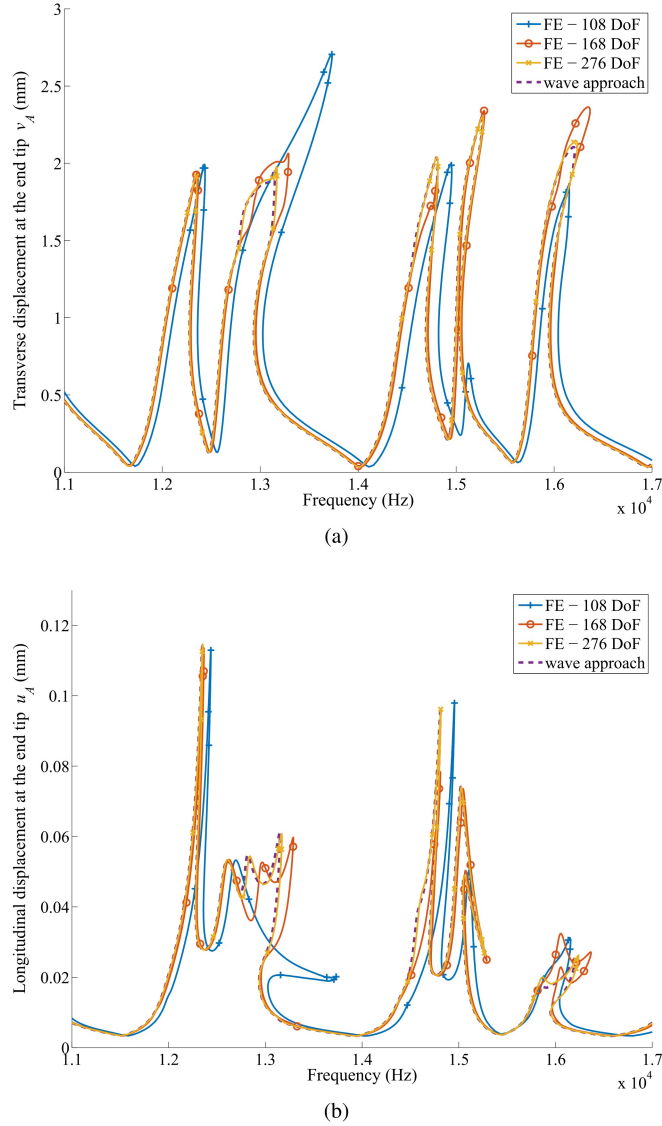 3
2.5
2
1.5
1
0.5
0
Transverse displacement at the end tip v_A (mm)
FE − 108 DoF
FE − 168 DoF
FE − 276 DoF
wave approach
1.1 1.2 1.3 1.4 1.5 1.6 1.7
Frequency (Hz)
x 10^4
(a)
0.12
0.1
0.08
0.06
0.04
0.02
0
Longitudinal displacement at the end tip u_A (mm)
FE − 108 DoF
FE − 168 DoF
FE − 276 DoF
wave approach
1.1 1.2 1.3 1.4 1.5 1.6 1.7
Frequency (Hz)
x 10^4
(b)